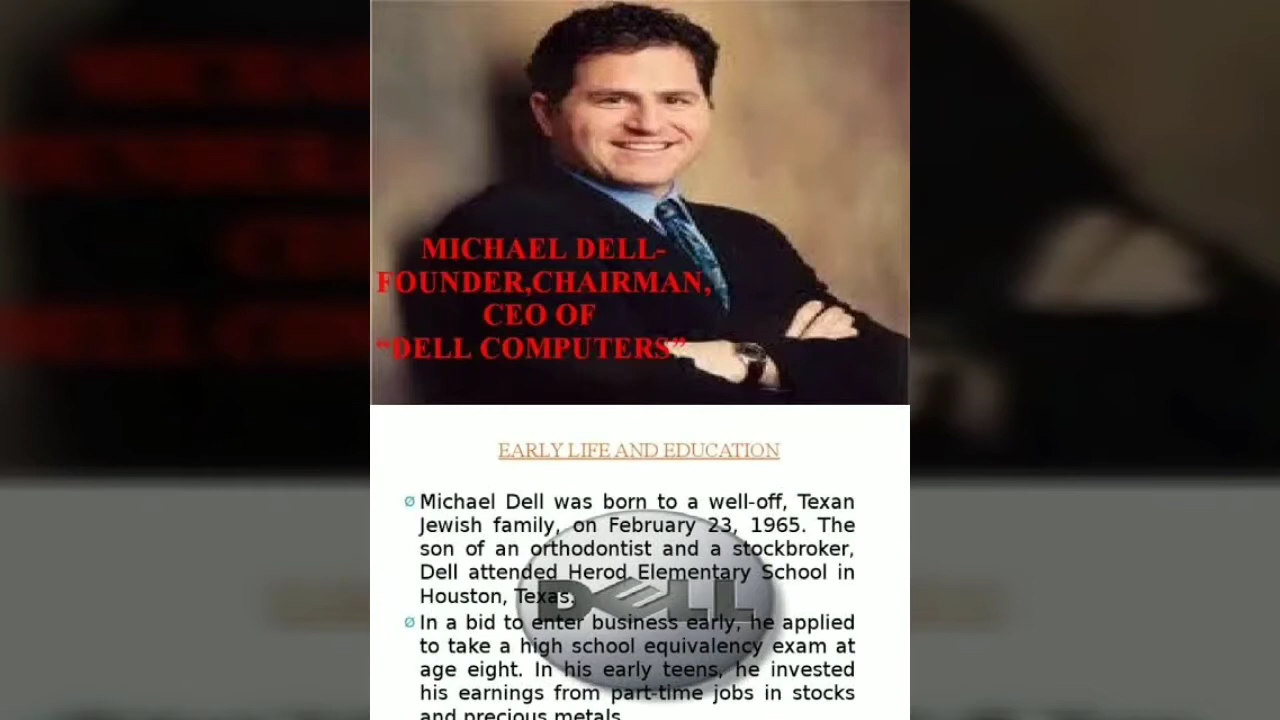 MICHAEL DELL-
FOUNDER,CHAIRMAN,
CEO OF
“DELL COMPUTERS”
EARLY LIFE AND EDUCATION
Michael Dell was born to a well-off, Texan
Jewish family, on February 23, 1965. The
son of an orthodontist and a stockbroker,
Dell attended Herod Elementary School in
Houston, Texas.
DELL
In a bid to enter business early, he applied
to take a high school equivalency exam at
age eight. In his early teens, he invested
his earnings from part-time jobs in stocks
and precious metals.